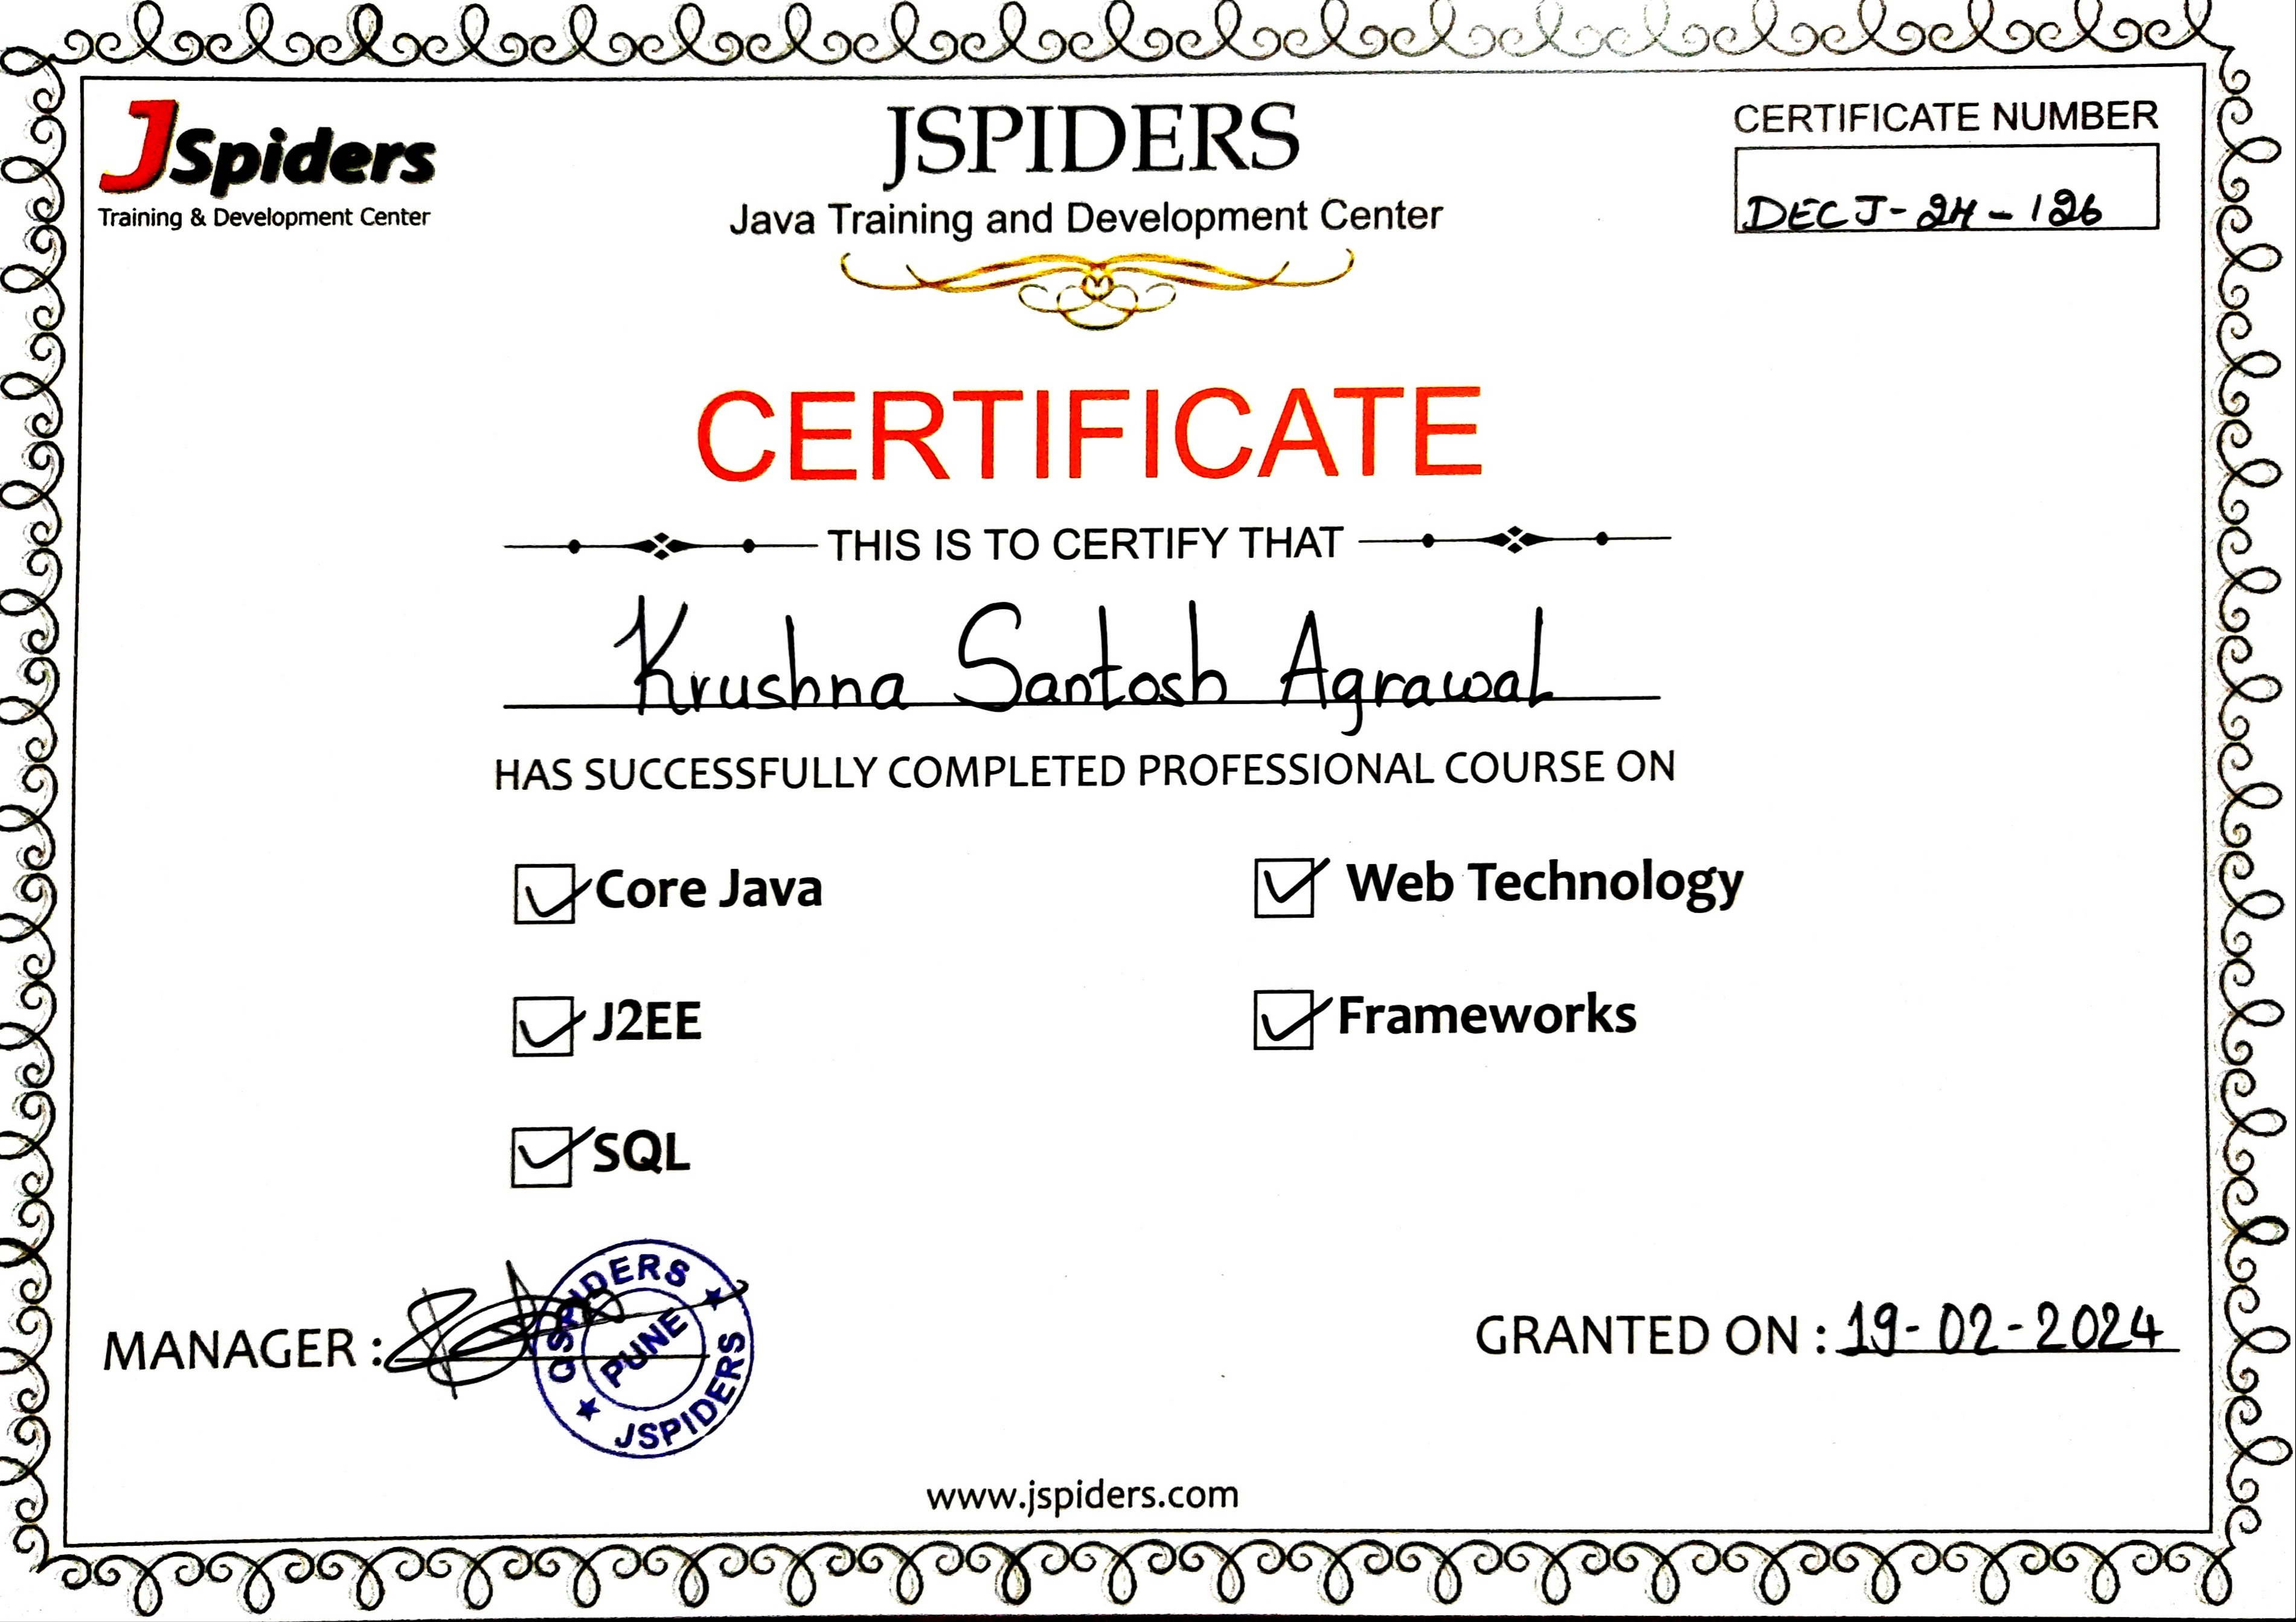 JSpiders
Training & Development Center
JSPIDERS
Java Training and Development Center
CERTIFICATE NUMBER
DECJ-24-126
CERTIFICATE
THIS IS TO CERTIFY THAT
Krushna Santosh Agrawal
HAS SUCCESSFULLY COMPLETED PROFESSIONAL COURSE ON
Core Java
Web Technology
J2EE
Frameworks
SQL
MANAGER :
QSPIDERS
PUNE
JSPIDERS
GRANTED ON : 19-02-2024
www.jspiders.com